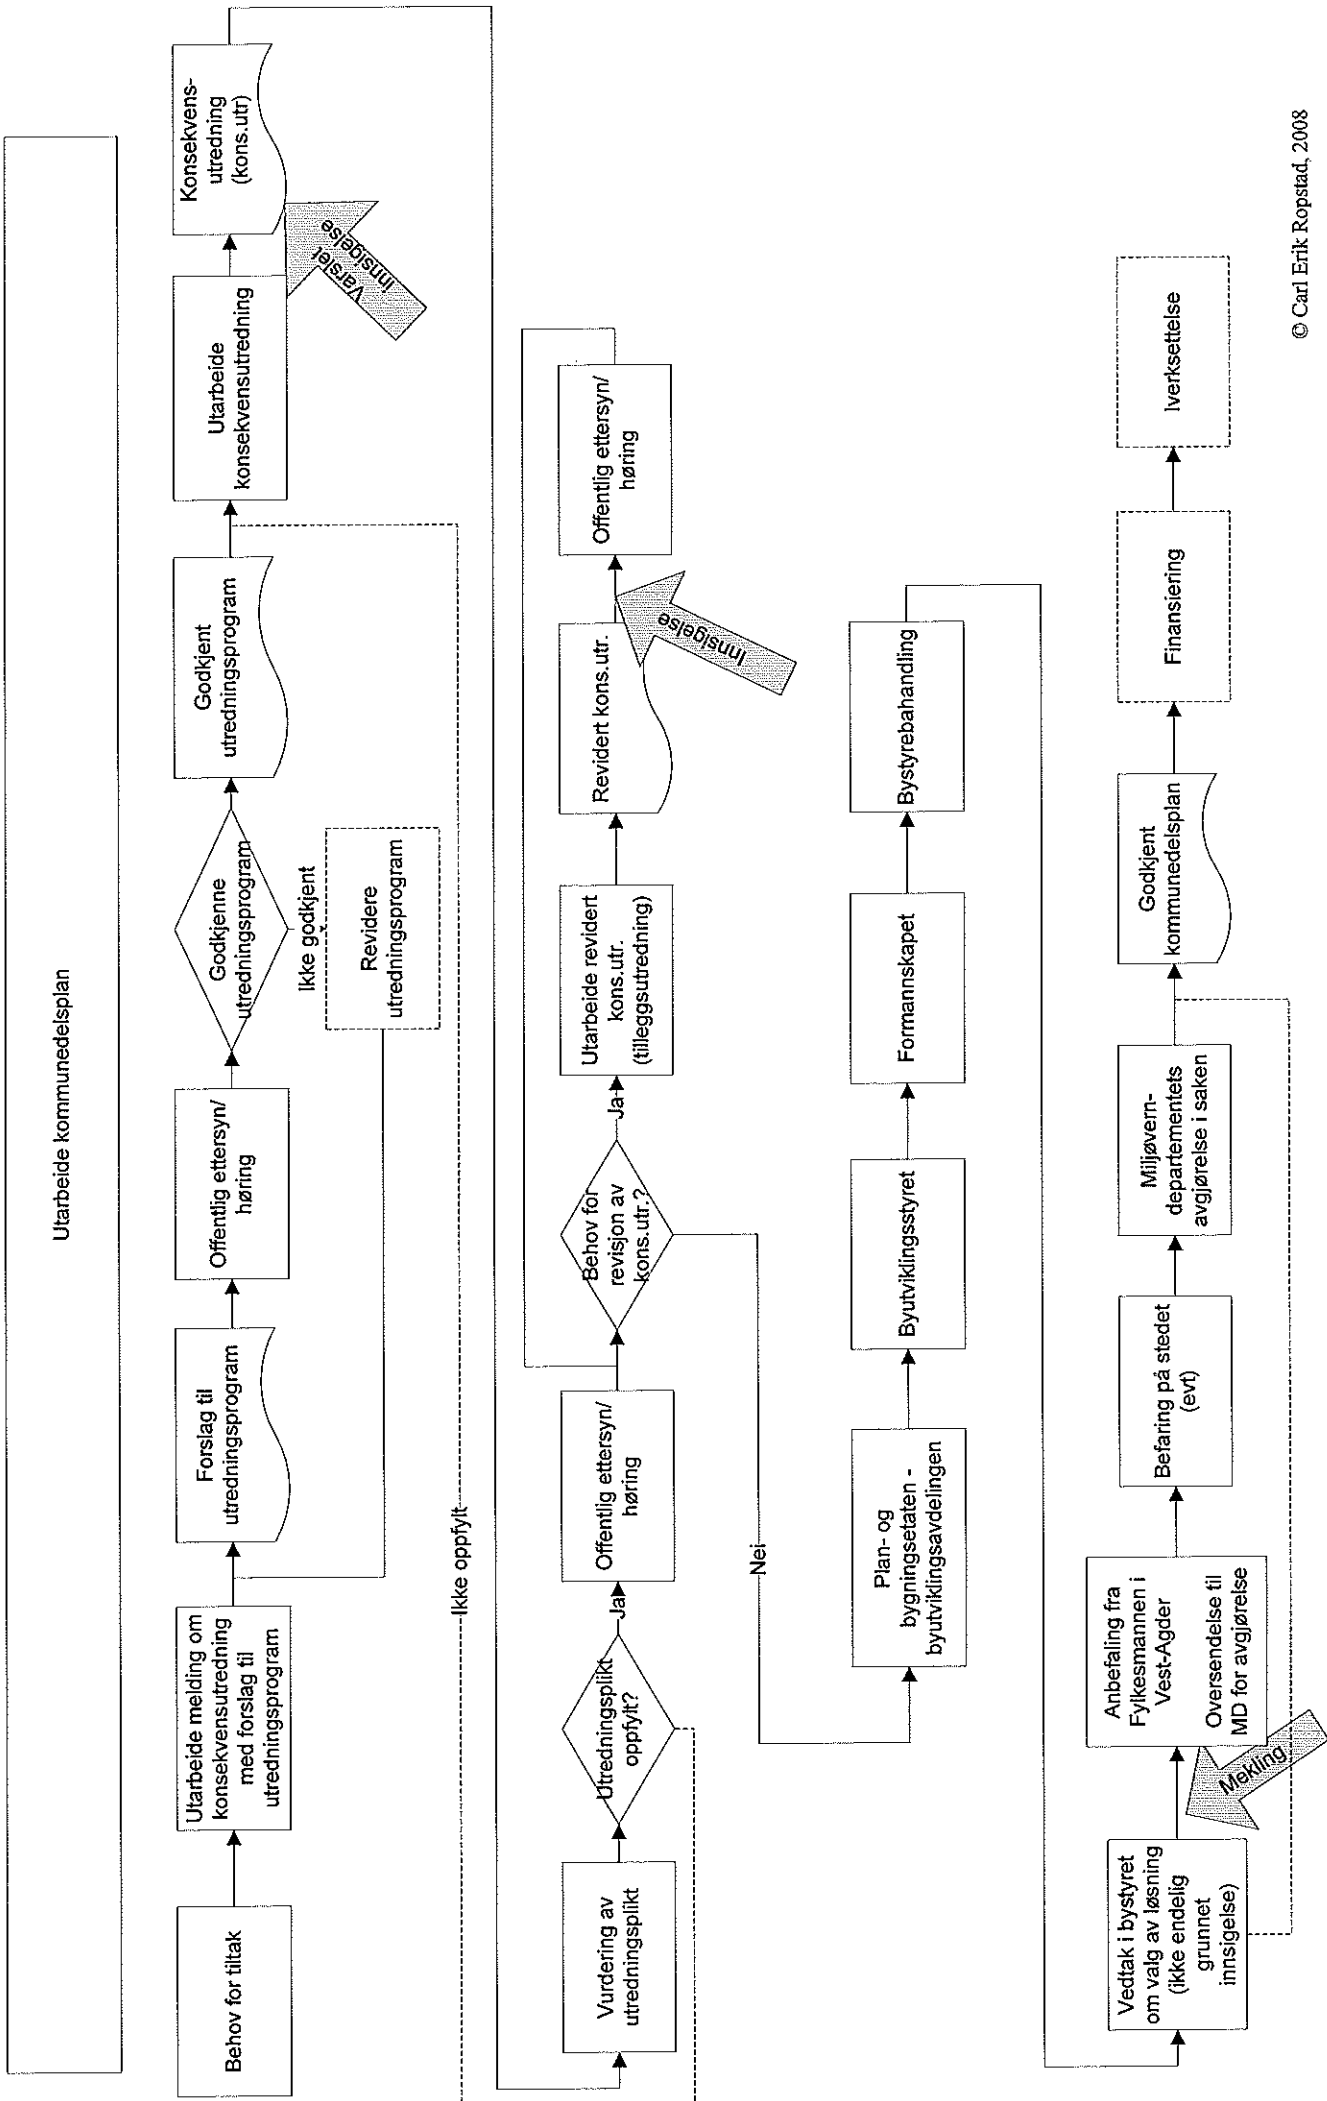 Utarbeide kommunedelsplan
Behov for tiltak
Utarbeide melding om
konsekvensutredning
med forslag til
utredningsprogram
Forslag til
utredningsprogram
Offentlig ettersyn/
høring
Godkjenne
utredningsprogram
Ikke godkjent
Revidere
utredningsprogram
Godkjent
utredningsprogram
Utarbeide
konsekvensutredning
Konsekvens-
utredning
(kons.utr)
Varslet
Innsigelse
Ikke oppfylt
Vurdering av
utredningsplikt
Utredningsplikt
oppfylt?
Ja
Offentlig ettersyn/
høring
Behov for
revisjon av
kons.utr.?
Ja
Utarbeide revidert
kons.utr.
(tilleggsutredning)
Revidert kons.utr.
Innsigelse
Offentlig ettersyn/
høring
Nei
Plan- og
bygningsetaten -
byutviklingsavdelingen
Byutviklingsstyret
Formannskapet
Bystyrebahandling
Vedtak i bystyret
om valg av løsning
(ikke endelig
grunnet
innsigelse)
Mekling
Anbefaling fra
Fylkesmannen i
Vest-Agder
Oversendelse til
MD for avgjørelse
Befaring på stedet
(evt)
Miljøvern-
departementets
avgjørelse i saken
Godkjent
kommunedelsplan
Finansiering
Iverksettelse
© Carl Erik Ropstad, 2008